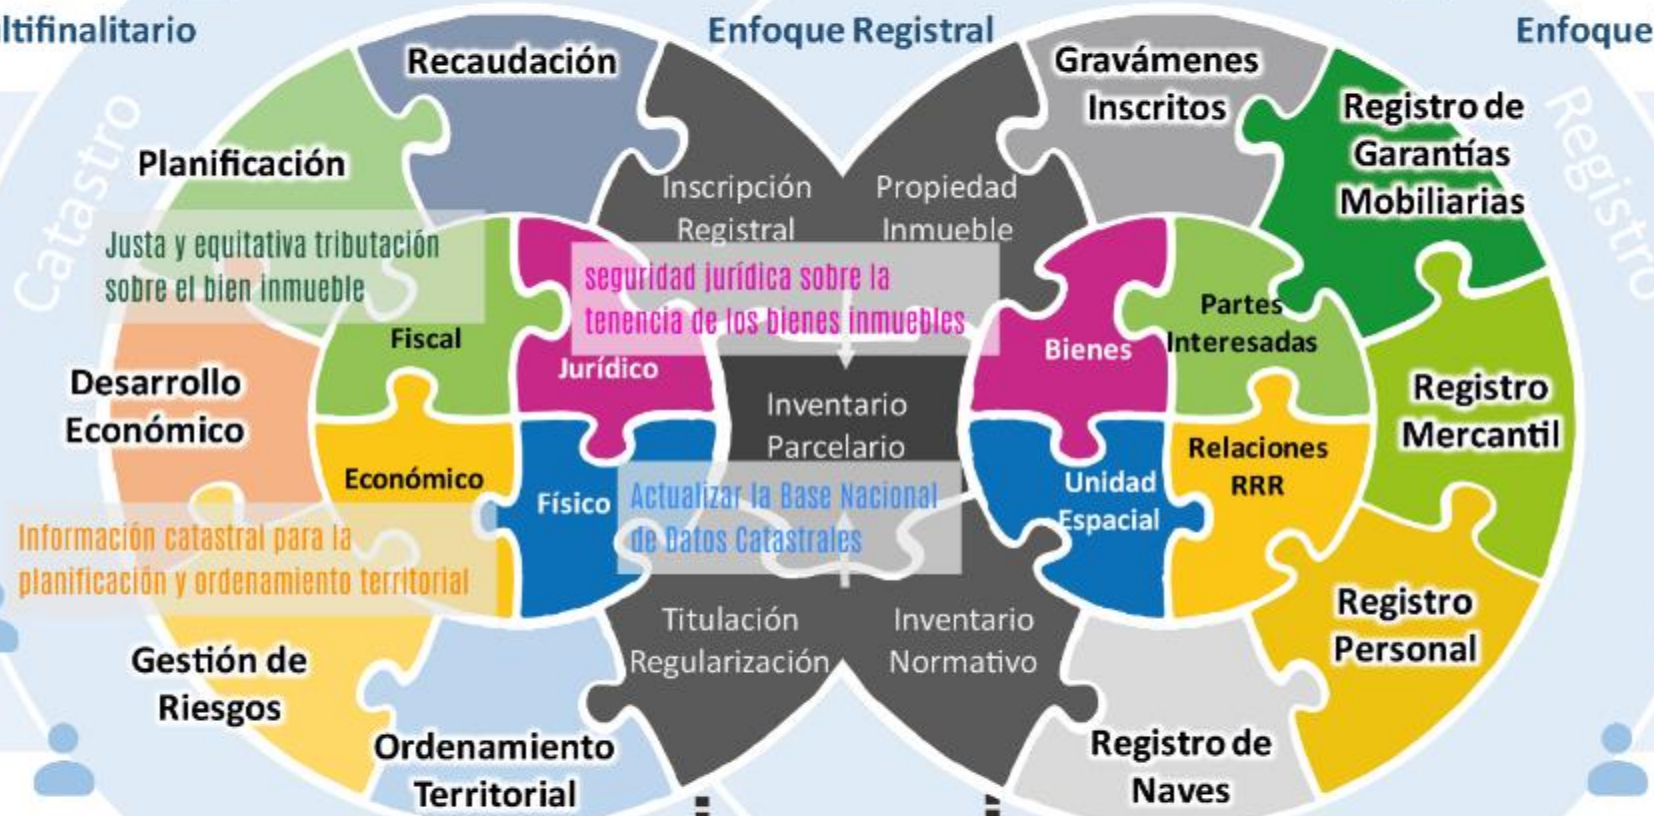 ltifinalitario
Enfoque Registral
Enfoque
Catastro
Registro
Recaudación
Planificación
Justa y equitativa tributación
sobre el bien inmueble
Fiscal
Inscripción
Registral
Propiedad
Inmueble
seguridad jurídica sobre la
tenencia de los bienes inmuebles
Jurídico
Gravámenes
Inscritos
Registro de
Garantías
Mobiliarias
Partes
Interesadas
Bienes
Desarrollo
Económico
Económico
Físico
Inventario
Parcelario
Actualizar la Base Nacional
de Datos Catastrales
Unidad
Espacial
Relaciones
RRR
Registro
Mercantil
Información catastral para la
planificación y ordenamiento territorial
Gestión de
Riesgos
Ordenamiento
Territorial
Titulación
Regularización
Inventario
Normativo
Registro de
Naves
Registro
Personal